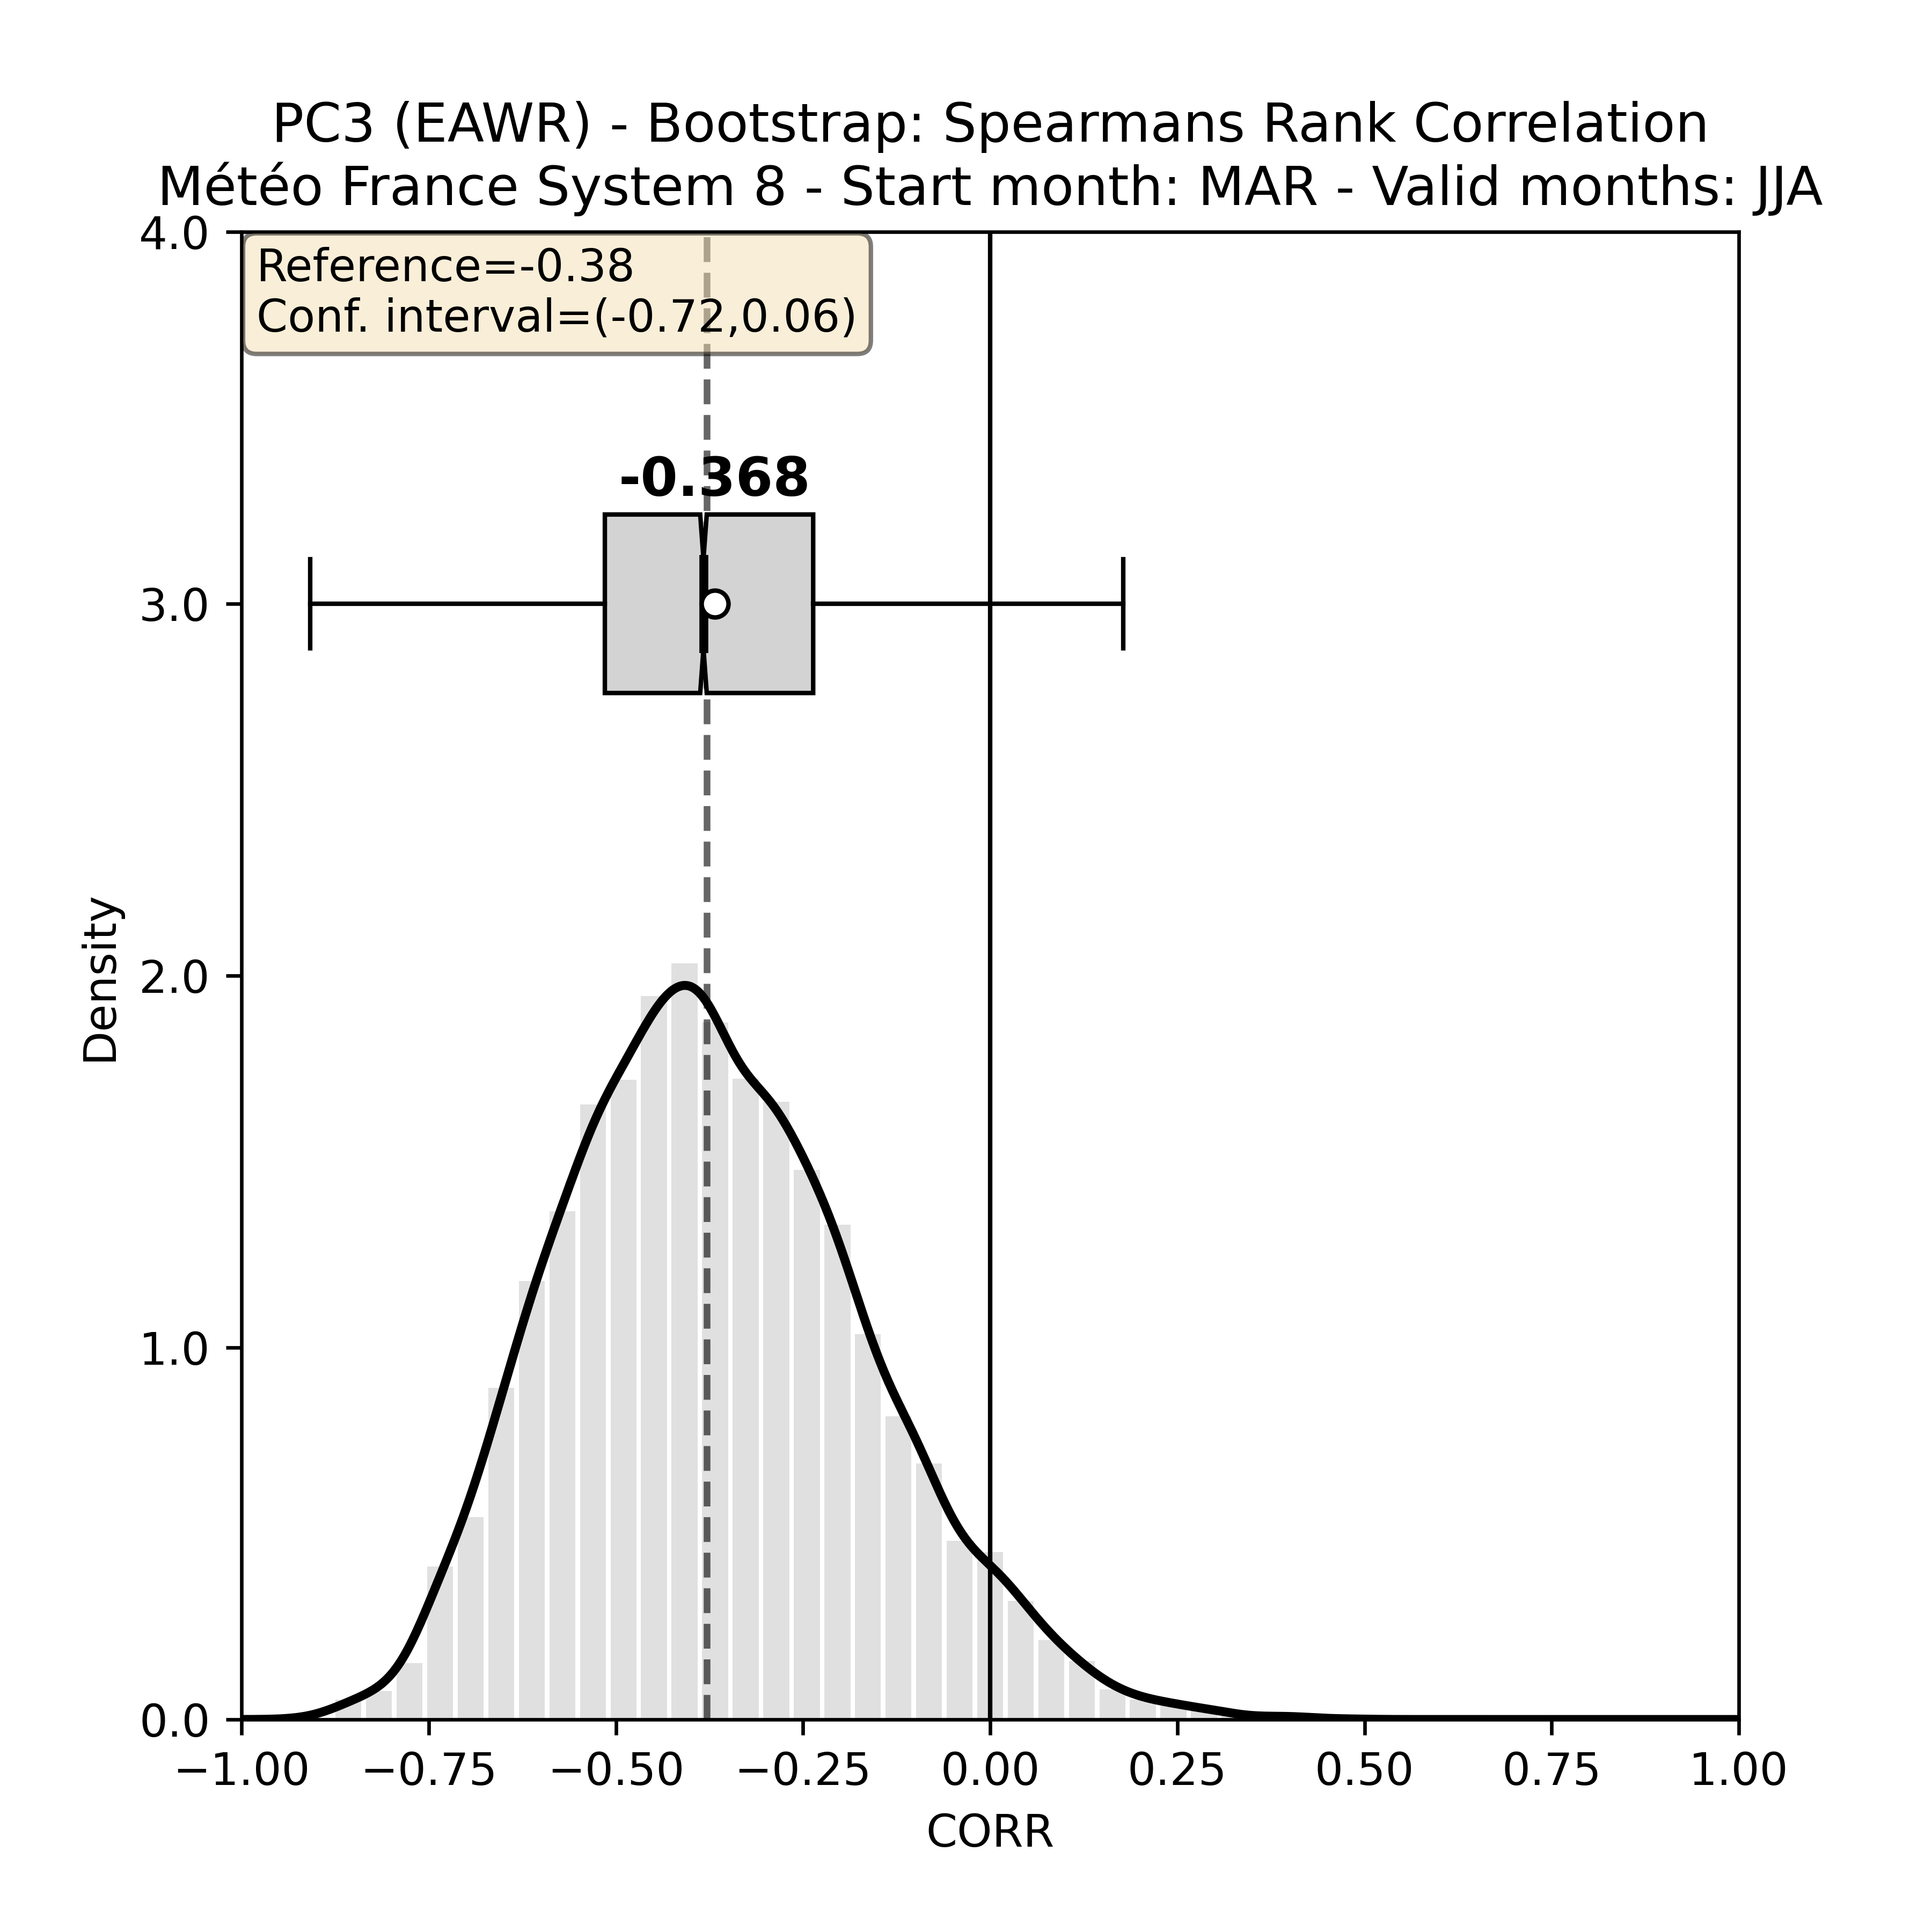 PC3 (EAWR) - Bootstrap: Spearmans Rank Correlation
Météo France System 8 - Start month: MAR - Valid months: JJA
4.0
Reference=-0.38
Conf. interval=(-0.72,0.06)
-0.368
3.0
Density
2.0
1.0
0.0
−1.00 −0.75 −0.50 −0.25 0.00 0.25 0.50 0.75 1.00
CORR